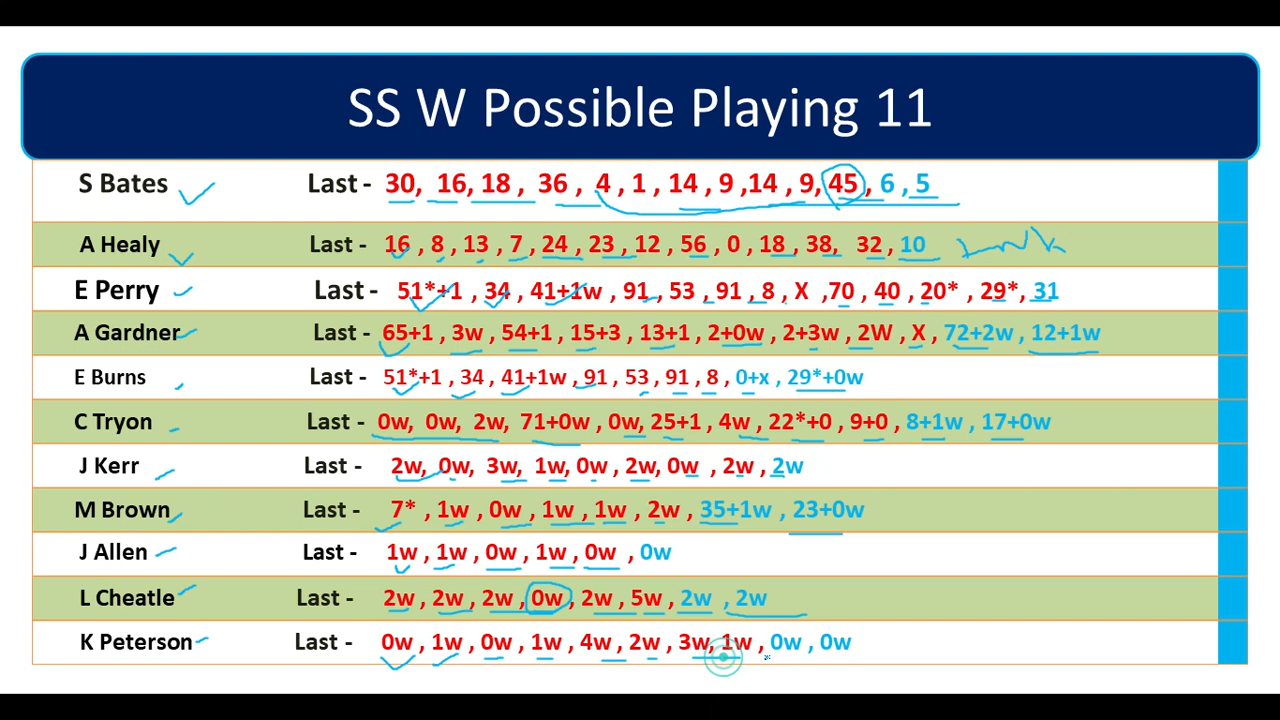 SS W Possible Playing 11
S Bates Last - 30, 16, 18 , 36 , 4 , 1 , 14 , 9 ,14 , 9, 45 , 6 , 5
A Healy Last - 16 , 8 , 13 , 7 , 24 , 23 , 12 , 56 , 0 , 18 , 38, 32 , 10
E Perry Last - 51*+1 , 34 , 41+1w , 91 , 53 , 91 , 8 , X ,70 , 40 , 20* , 29*, 31
A Gardner Last - 65+1 , 3w , 54+1 , 15+3 , 13+1 , 2+0w , 2+3w , 2W , X , 72+2w , 12+1w
E Burns Last - 51*+1 , 34 , 41+1w , 91 , 53 , 91 , 8 , 0+x , 29*+0w
C Tryon Last - 0w, 0w, 2w, 71+0w , 0w, 25+1 , 4w , 22*+0 , 9+0 , 8+1w , 17+0w
J Kerr Last - 2w, 0w, 3w, 1w, 0w , 2w, 0w , 2w , 2w
M Brown Last - 7* , 1w , 0w , 1w , 1w , 2w , 35+1w , 23+0w
J Allen Last - 1w , 1w , 0w , 1w , 0w , 0w
L Cheatle Last - 2w , 2w , 2w , 0w , 2w , 5w , 2w , 2w
K Peterson Last - 0w , 1w , 0w , 1w , 4w , 2w , 3w, 1w , 0w , 0w